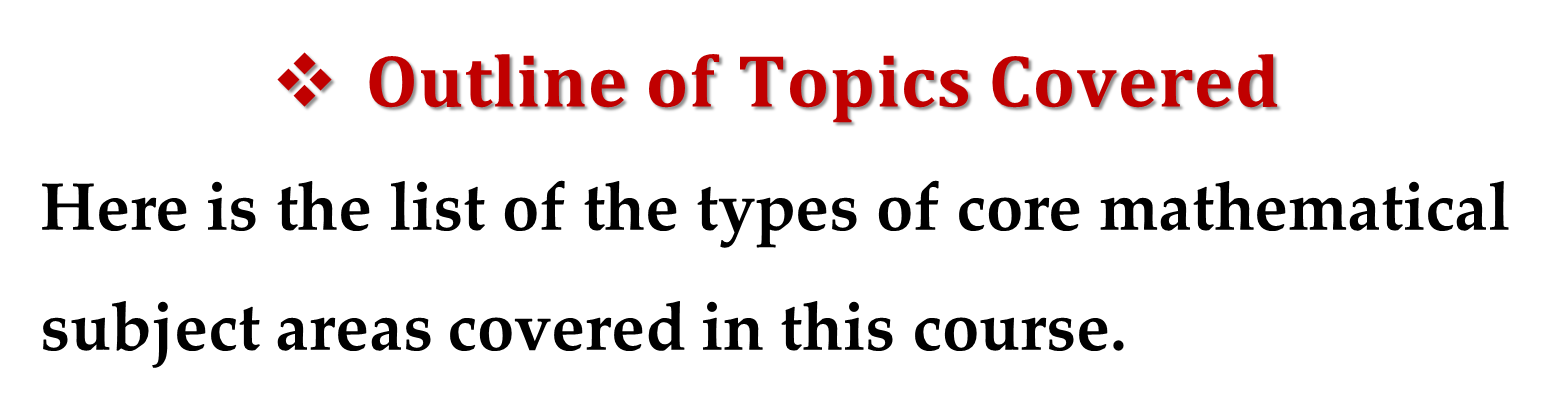 ❖ Outline of Topics Covered
Here is the list of the types of core mathematical
subject areas covered in this course.